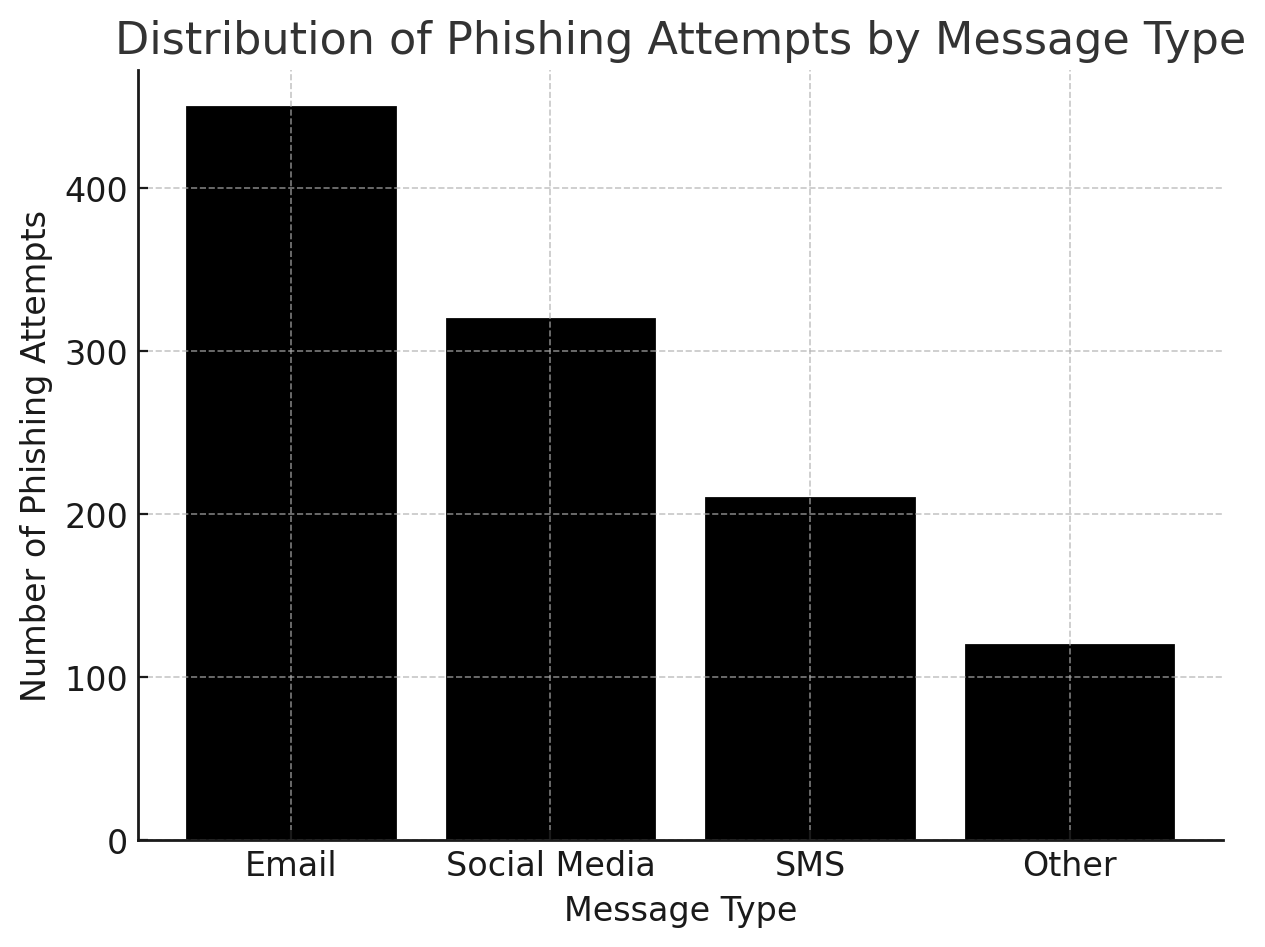 Distribution of Phishing Attempts by Message Type
Number of Phishing Attempts
400
300
200
100
0
Email Social Media SMS Other
Message Type